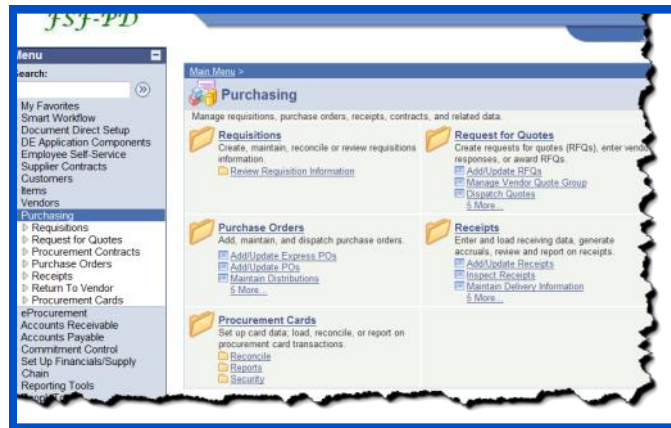 FSF-PD
Menu
Search:
My Favorites
Smart Workflow
Document Direct Setup
DE Application Components
Employee Self-Service
Supplier Contracts
Customers
Items
Vendors
Purchasing
Requisitions
Request for Quotes
Procurement Contracts
Purchase Orders
Receipts
Return To Vendor
Procurement Cards
eProcurement
Accounts Receivable
Accounts Payable
Commitment Control
Set Up Financials/Supply
Chain
Reporting Tools
Main Menu >
Purchasing
Manage requisitions, purchase orders, receipts, contracts, and related data.
Requisitions
Create, maintain, reconcile or review requisitions
information.
Review Requisition Information
Request for Quotes
Create requests for quotes (RFQs), enter vendo
responses, or award RFQs.
Add/Update RFQs
Manage Vendor Quote Group
Dispatch Quotes
5 More...
Purchase Orders
Add, maintain, and dispatch purchase orders.
Add/Update Express POs
Add/Update POs
Maintain Distributions
5 More...
Receipts
Enter and load receiving data, generate
accruals, review and report on receipts.
Add/Update Receipts
Inspect Receipts
Maintain Delivery Information
5 More...
Procurement Cards
Set up card data; load, reconcile, or report on
procurement card transactions.
Reconcile
Reports
Security